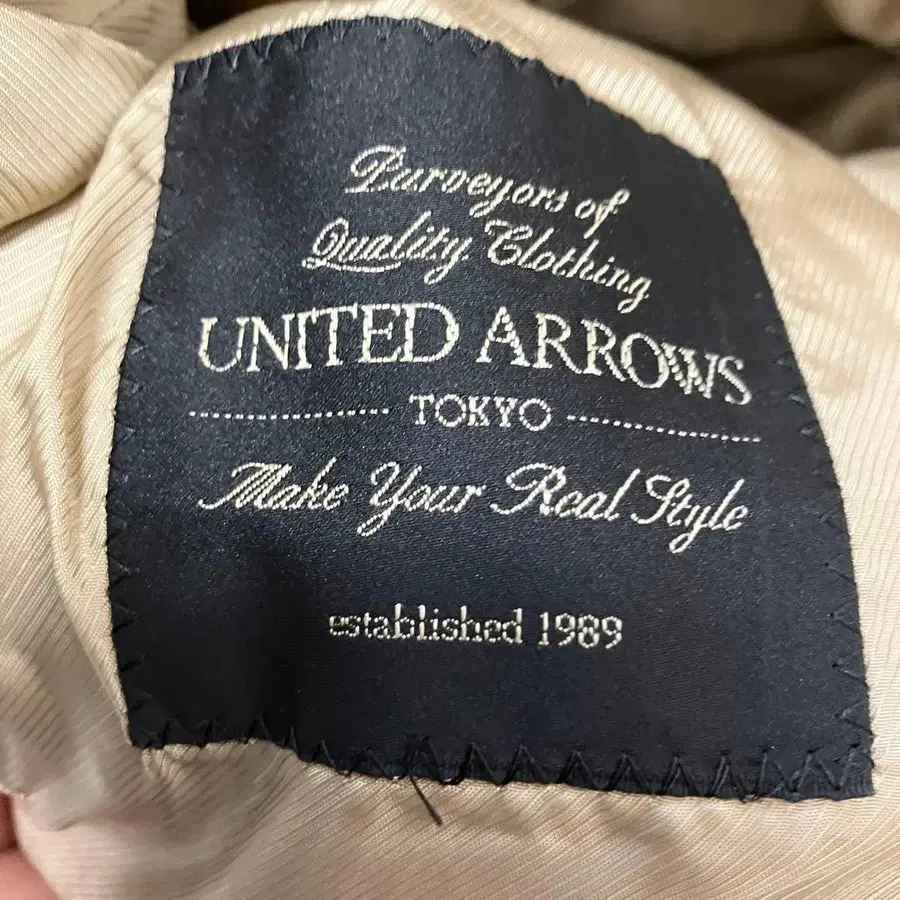 Purveyors of
Quality Clothing
UNITED ARROWS
TOKYO
Make Your Real Style
established 1989